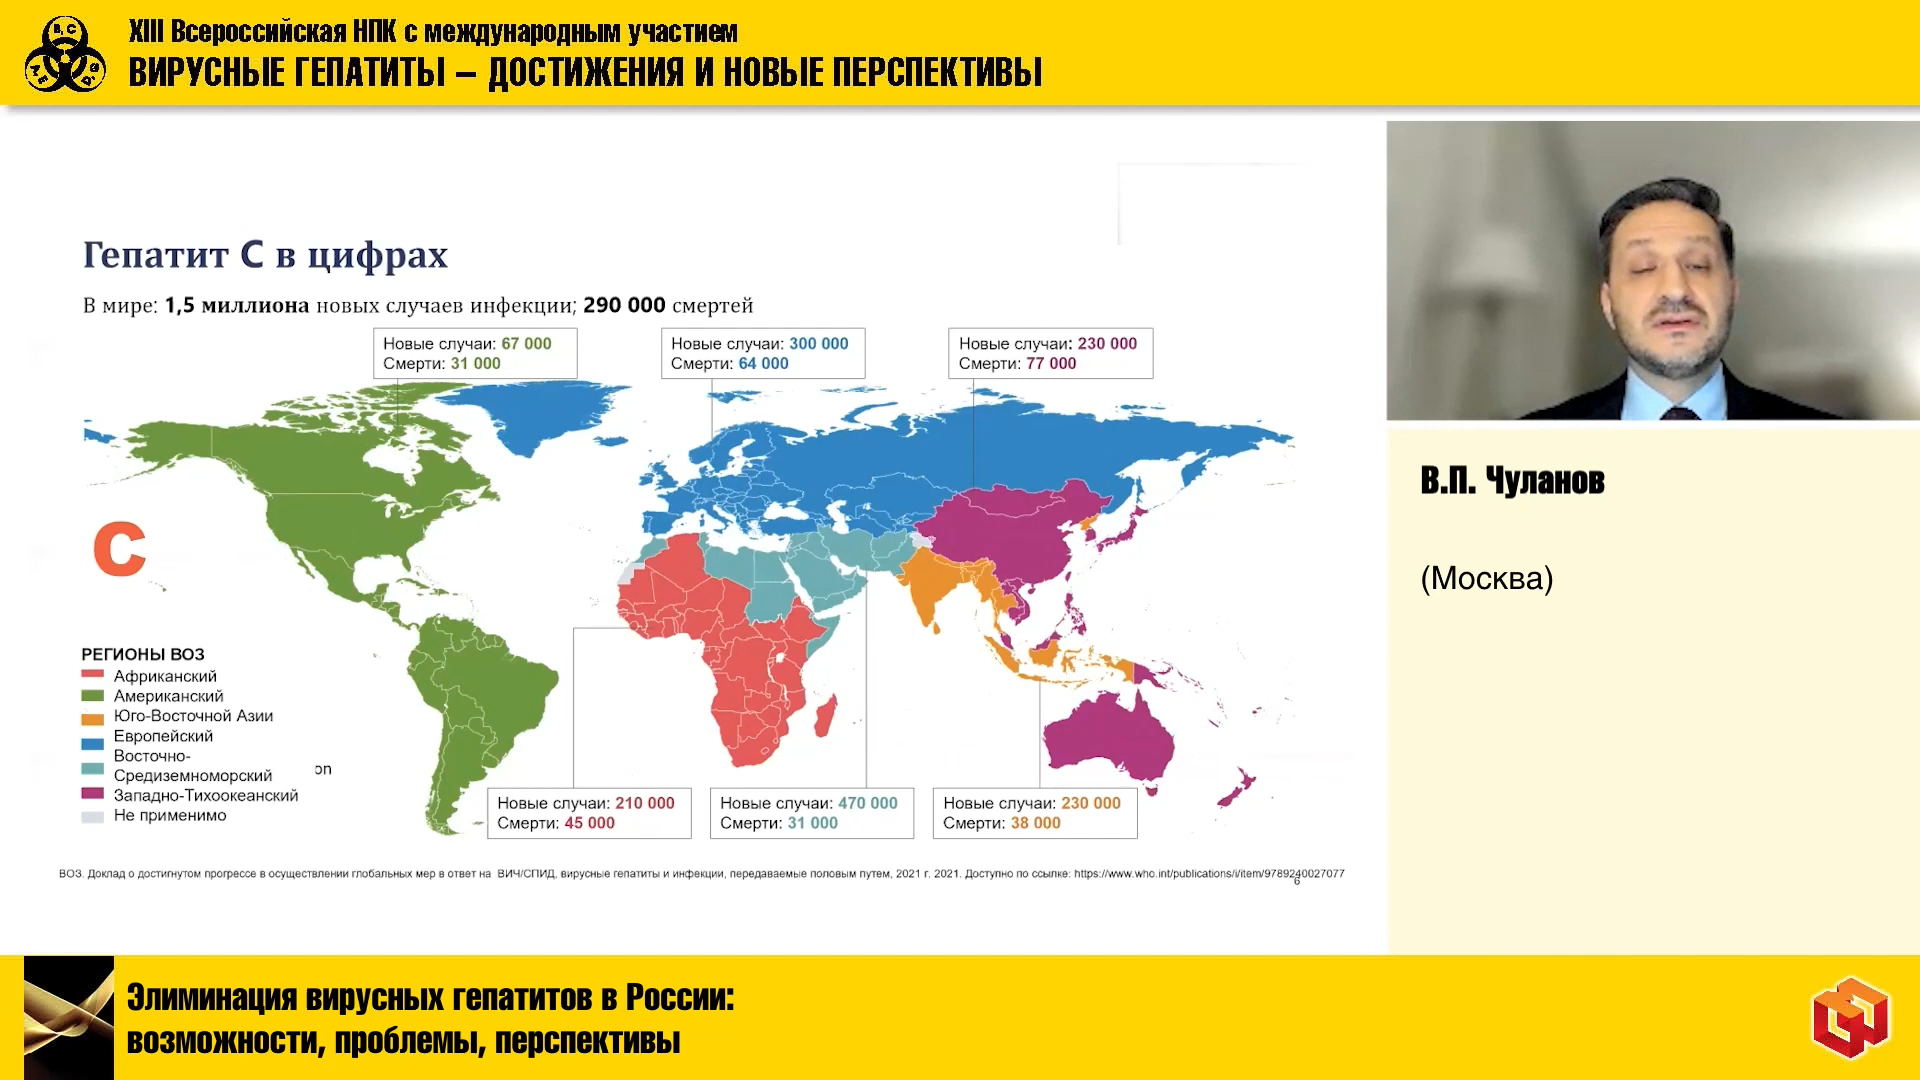 XIII Всероссийская НПК с международным участием
ВИРУСНЫЕ ГЕПАТИТЫ – ДОСТИЖЕНИЯ И НОВЫЕ ПЕРСПЕКТИВЫ
Гепатит С в цифрах
В мире: 1,5 миллиона новых случаев инфекции; 290 000 смертей
Новые случаи: 67 000
Смерти: 31 000
Новые случаи: 300 000
Смерти: 64 000
Новые случаи: 230 000
Смерти: 77 000
C
РЕГИОНЫ ВОЗ
Африканский
Американский
Юго-Восточной Азии
Европейский
Восточно-
Средиземноморский
Западно-Тихоокеанский
Не применимо
on
Новые случаи: 210 000
Смерти: 45 000
Новые случаи: 470 000
Смерти: 31 000
Новые случаи: 230 000
Смерти: 38 000
ВОЗ. Доклад о достигнутом прогрессе в осуществлении глобальных мер в ответ на ВИЧ/СПИД, вирусные гепатиты и инфекции, передаваемые половым путем, 2021 г. 2021. Доступно по ссылке: https://www.who.int/publications/i/item/9789240027077
6
В.П. Чуланов
(Москва)
Элиминация вирусных гепатитов в России:
возможности, проблемы, перспективы